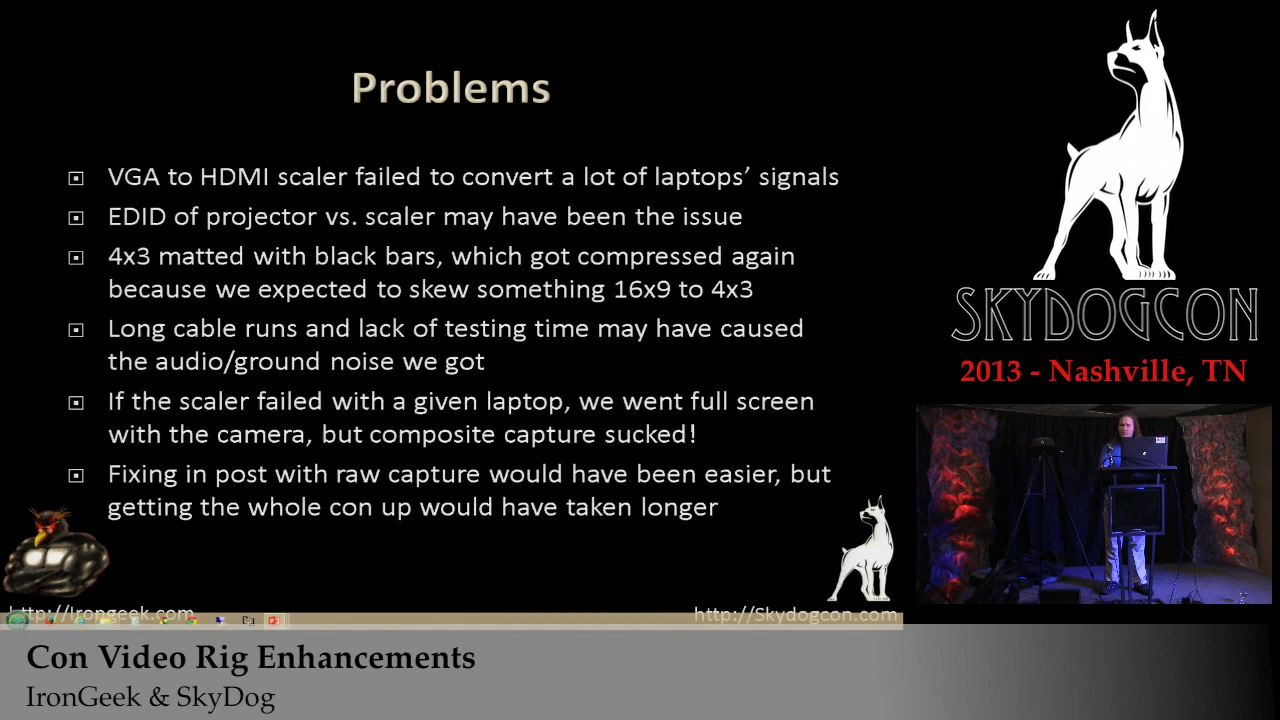 Problems
VGA to HDMI scaler failed to convert a lot of laptops’ signals
EDID of projector vs. scaler may have been the issue
4x3 matted with black bars, which got compressed again
because we expected to skew something 16x9 to 4x3
Long cable runs and lack of testing time may have caused
the audio/ground noise we got
If the scaler failed with a given laptop, we went full screen
with the camera, but composite capture sucked!
Fixing in post with raw capture would have been easier, but
getting the whole con up would have taken longer
http://Irongeek.com
http://Skydogcon.com
SKYDOGCON
2013 - Nashville, TN
Con Video Rig Enhancements
IronGeek & SkyDog